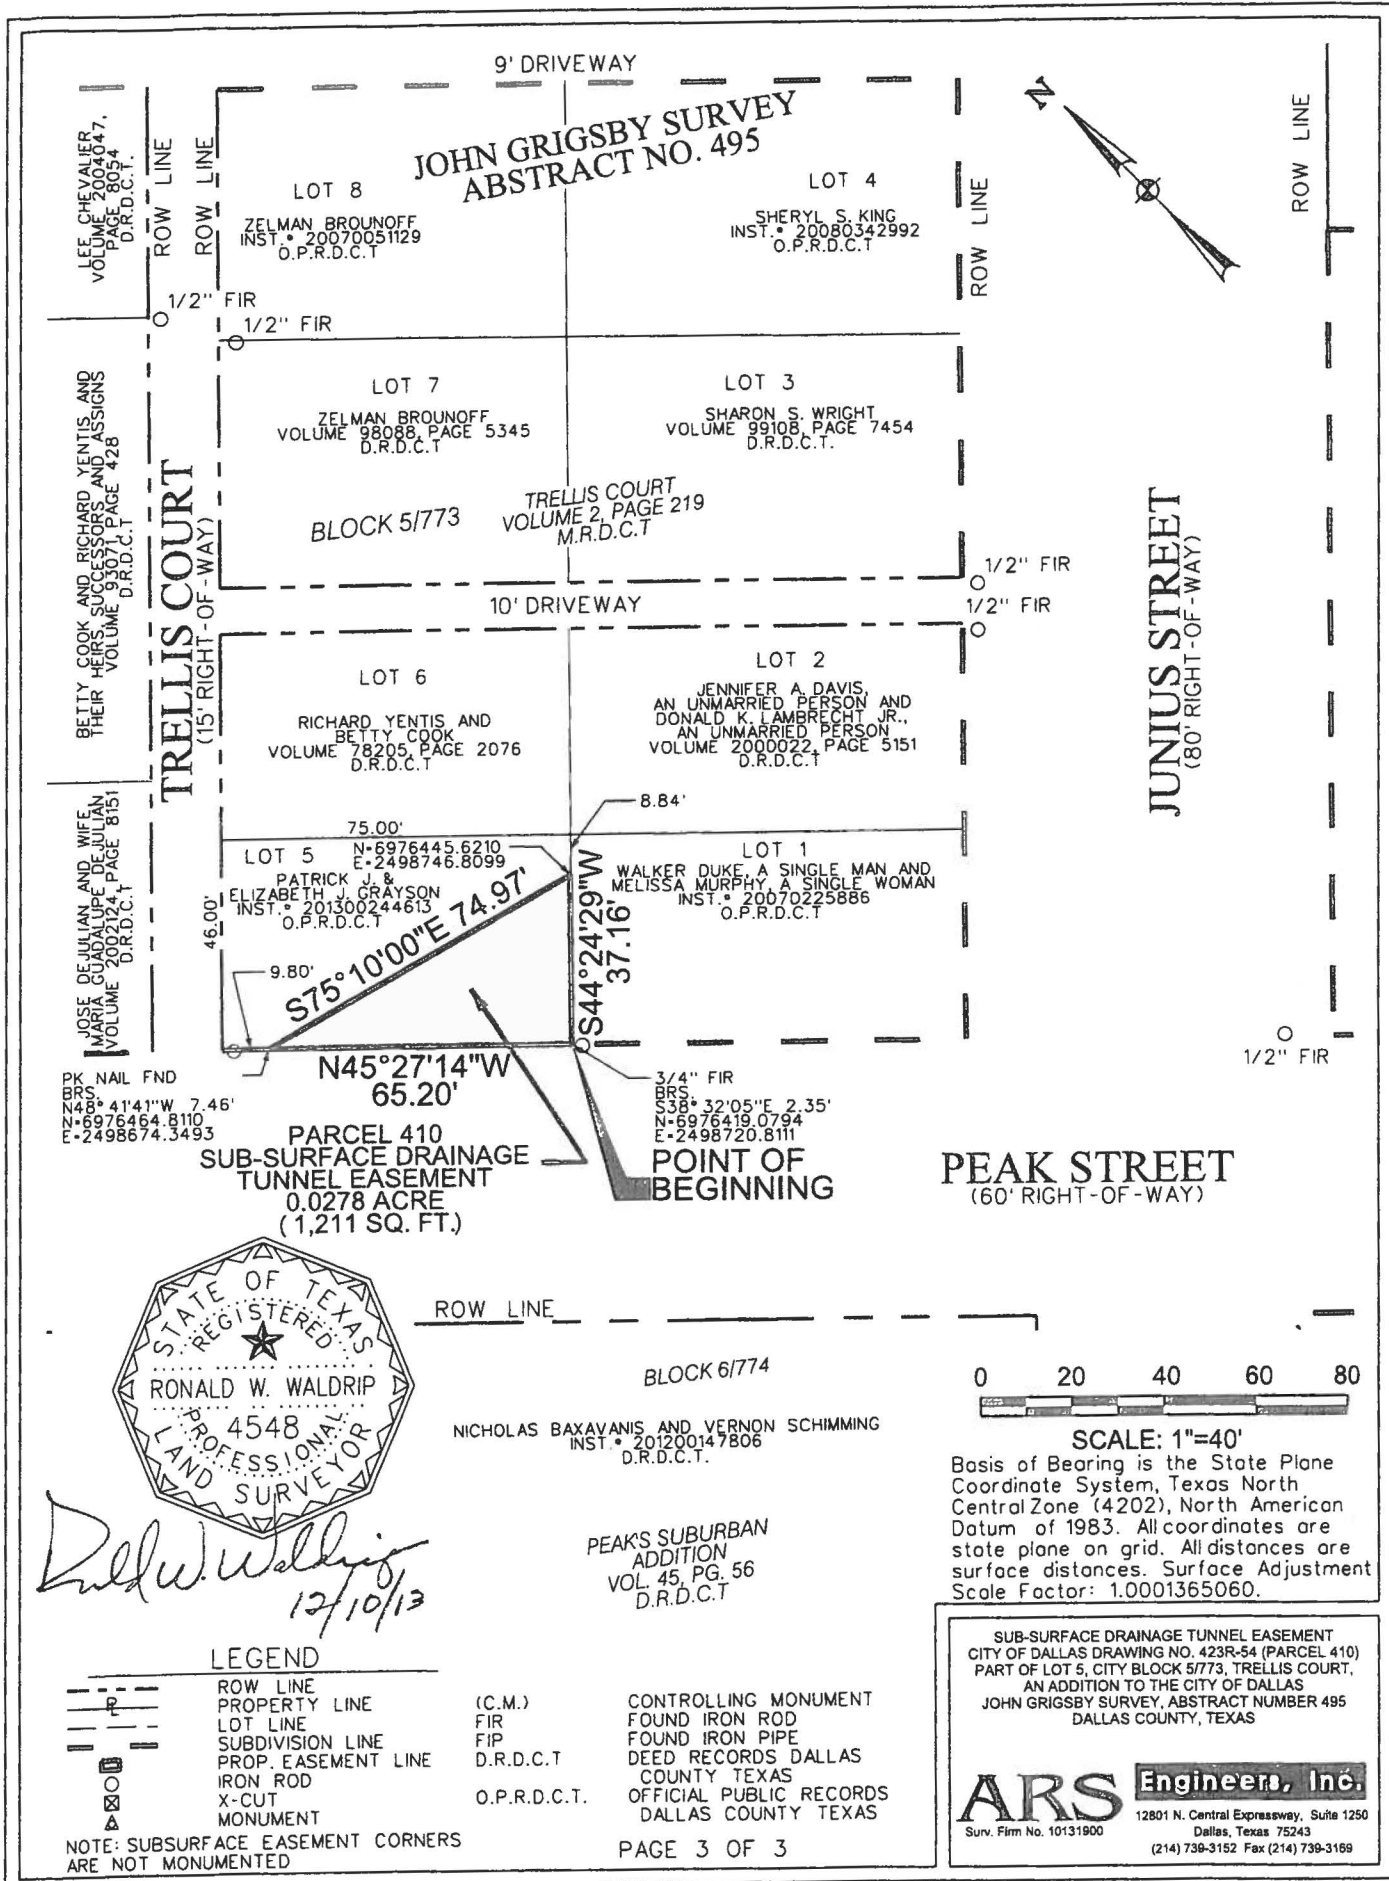 9' DRIVEWAY
JOHN GRIGSBY SURVEY
ABSTRACT NO. 495
N
LEE CHEVALIER
VOLUME 2004047,
PAGE 8054
D.R.D.C.T.
ROW LINE
ROW LINE
ROW LINE
ROW LINE
LOT 8
ZELMAN BROUNOFF
INST.# 20070051129
O.P.R.D.C.T
LOT 4
SHERYL S. KING
INST.# 20080342992
O.P.R.D.C.T
1/2" FIR
1/2" FIR
LOT 7
ZELMAN BROUNOFF
VOLUME 98088, PAGE 5345
D.R.D.C.T
LOT 3
SHARON S. WRIGHT
VOLUME 99108, PAGE 7454
D.R.D.C.T.
BETTY COOK AND RICHARD YENTIS AND
THEIR HEIRS, SUCCESSORS AND ASSIGNS
VOLUME 93071, PAGE 428
D.R.D.C.T
TRELLIS COURT
(15' RIGHT-OF-WAY)
BLOCK 5/773
TRELLIS COURT
VOLUME 2, PAGE 219
M.R.D.C.T
JUNIUS STREET
(80' RIGHT-OF-WAY)
1/2" FIR
10' DRIVEWAY
1/2" FIR
LOT 6
RICHARD YENTIS AND
BETTY COOK
VOLUME 78205, PAGE 2076
D.R.D.C.T
LOT 2
JENNIFER A. DAVIS,
AN UNMARRIED PERSON AND
DONALD K. LAMBRECHT JR.,
AN UNMARRIED PERSON
VOLUME 2000022, PAGE 5151
D.R.D.C.T
8.84'
75.00'
JOSE DEJULIAN AND WIFE,
MARIA GUADALUPE DEJULIAN
VOLUME 2002124, PAGE 8151
D.R.D.C.T
LOT 5
N=6976445.6210
E=2498746.8099
PATRICK J. &
ELIZABETH J. GRAYSON
INST.# 201300244613
O.P.R.D.C.T
46.00'
9.80'
S75°10'00"E 74.97'
S44°24'29"W
37.16'
LOT 1
WALKER DUKE, A SINGLE MAN AND
MELISSA MURPHY, A SINGLE WOMAN
INST.# 20070225886
O.P.R.D.C.T
1/2" FIR
PK NAIL FND
BRS.
N48°41'41"W 7.46'
N=6976464.8110
E=2498674.3493
N45°27'14"W
65.20'
3/4" FIR
BRS.
S38°32'05"E 2.35'
N=6976419.0794
E=2498720.8111
PARCEL 410
SUB-SURFACE DRAINAGE
TUNNEL EASEMENT
0.0278 ACRE
(1,211 SQ. FT.)
POINT OF
BEGINNING
PEAK STREET
(60' RIGHT-OF-WAY)
STATE OF TEXAS
REGISTERED
RONALD W. WALDRIP
4548
PROFESSIONAL
LAND SURVEYOR
Ronald W. Waldrip
12/10/13
ROW LINE
BLOCK 6/774
NICHOLAS BAXAVANIS AND VERNON SCHIMMING
INST.# 201200147806
D.R.D.C.T.
PEAK'S SUBURBAN
ADDITION
VOL. 45, PG. 56
D.R.D.C.T
0 20 40 60 80
SCALE: 1"=40'
Basis of Bearing is the State Plane
Coordinate System, Texas North
Central Zone (4202), North American
Datum of 1983. All coordinates are
state plane on grid. All distances are
surface distances. Surface Adjustment
Scale Factor: 1.0001365060.
LEGEND
ROW LINE
PROPERTY LINE
LOT LINE
SUBDIVISION LINE
PROP. EASEMENT LINE
IRON ROD
X-CUT
MONUMENT
(C.M.) CONTROLLING MONUMENT
FIR FOUND IRON ROD
FIP FOUND IRON PIPE
D.R.D.C.T DEED RECORDS DALLAS
COUNTY TEXAS
O.P.R.D.C.T. OFFICIAL PUBLIC RECORDS
DALLAS COUNTY TEXAS
NOTE: SUBSURFACE EASEMENT CORNERS
ARE NOT MONUMENTED
PAGE 3 OF 3
SUB-SURFACE DRAINAGE TUNNEL EASEMENT
CITY OF DALLAS DRAWING NO. 423R-54 (PARCEL 410)
PART OF LOT 5, CITY BLOCK 5/773, TRELLIS COURT,
AN ADDITION TO THE CITY OF DALLAS
JOHN GRIGSBY SURVEY, ABSTRACT NUMBER 495
DALLAS COUNTY, TEXAS
ARS Engineers, Inc.
Surv. Firm No. 10131900
12801 N. Central Expressway, Suite 1250
Dallas, Texas 75243
(214) 739-3152 Fax (214) 739-3169